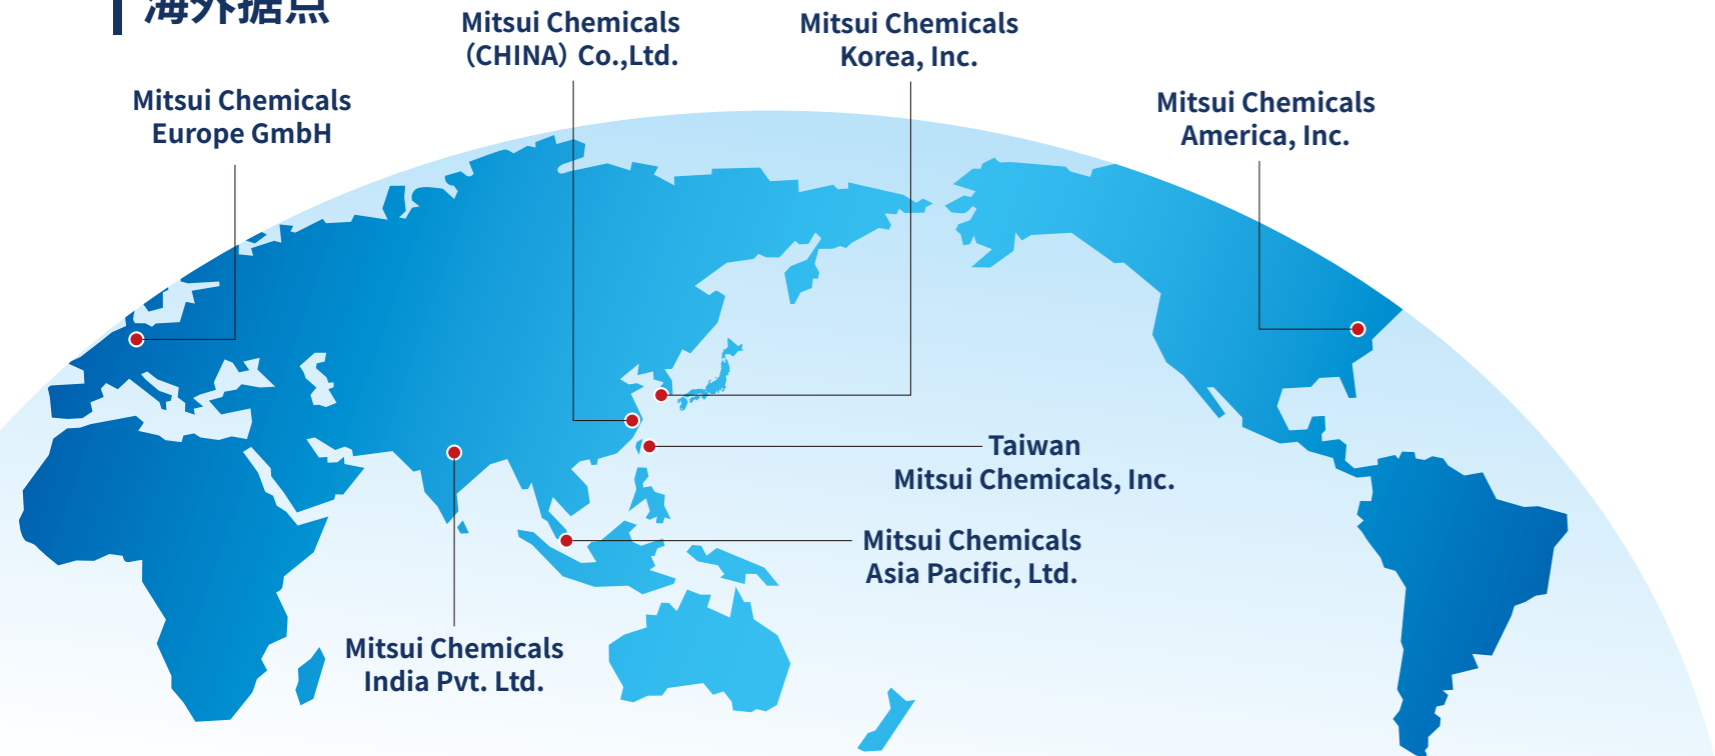 海外拠点
Mitsui Chemicals
（CHINA）Co.,Ltd.
Mitsui Chemicals
Korea, Inc.
Mitsui Chemicals
Europe GmbH
Mitsui Chemicals
America, Inc.
Taiwan
Mitsui Chemicals, Inc.
Mitsui Chemicals
Asia Pacific, Ltd.
Mitsui Chemicals
India Pvt. Ltd.